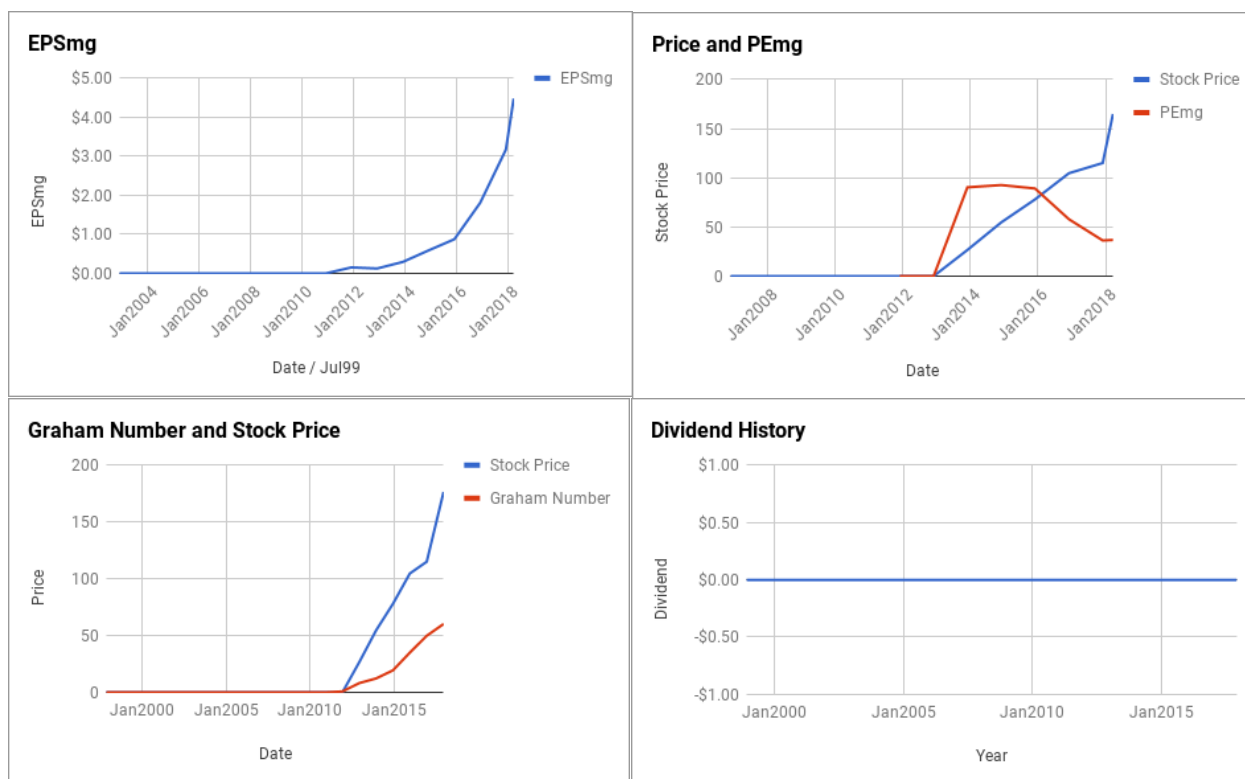 EPSmg
$5.00
EPSmg
$4.00
$3.00
$2.00
$1.00
$0.00
EPSmg
Jan2004
Jan2006
Jan2008
Jan2010
Jan2012
Jan2014
Jan2016
Jan2018
Date / Jul99
Price and PEmg
200
Stock Price
PEmg
150
100
50
0
Stock Price
Jan2008
Jan2010
Jan2012
Jan2014
Jan2016
Jan2018
Date
Graham Number and Stock Price
200
Stock Price
Graham Number
150
100
50
0
Price
Jan2000
Jan2005
Jan2010
Jan2015
Date
Dividend History
$1.00
$0.50
$0.00
-$0.50
-$1.00
Dividend
Jan2000
Jan2005
Jan2010
Jan2015
Year